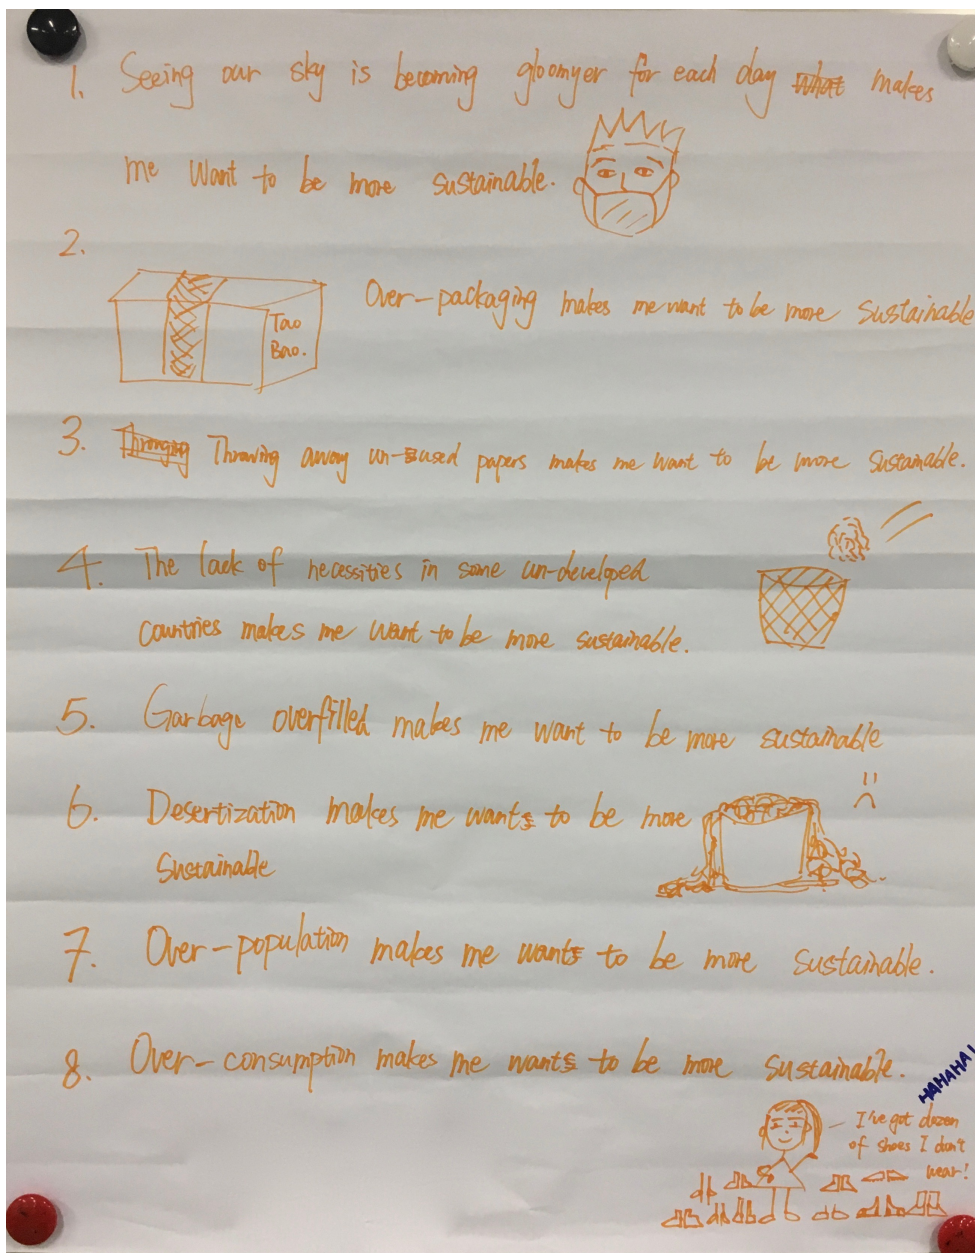 1. Seeing our sky is becoming gloomyer for each day what makes
me want to be more sustainable.
2.
Over-packaging makes me want to be more sustainable
Tao
Bao.
3. Throwing away un-used papers makes me want to be more sustainable.
4. The lack of necessities in some un-developed
countries makes me want to be more sustainable.
5. Garbage overfilled makes me want to be more sustainable
6. Desertization makes me want to be more
Sustainable
7. Over-population makes me want to be more sustainable.
8. Over-consumption makes me want to be more sustainable.
HAHAHA!
I've got dozen
of shoes I don't
wear!